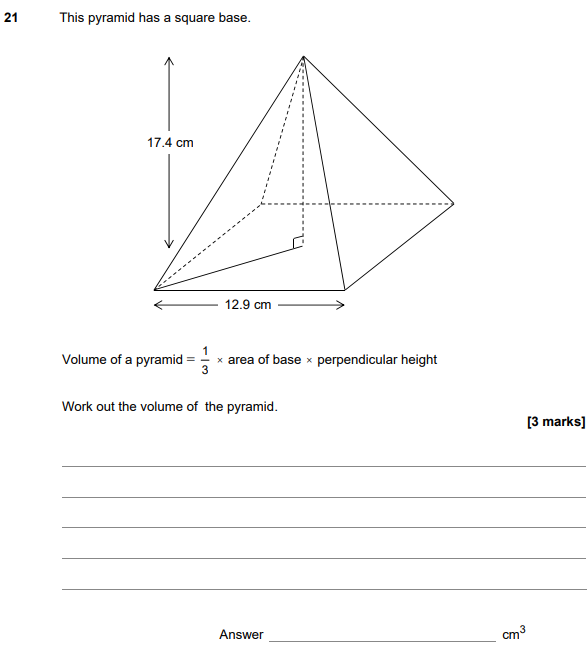 21 This pyramid has a square base.
17.4 cm
12.9 cm
Volume of a pyramid = 1/3 × area of base × perpendicular height
Work out the volume of the pyramid.
[3 marks]
Answer cm³